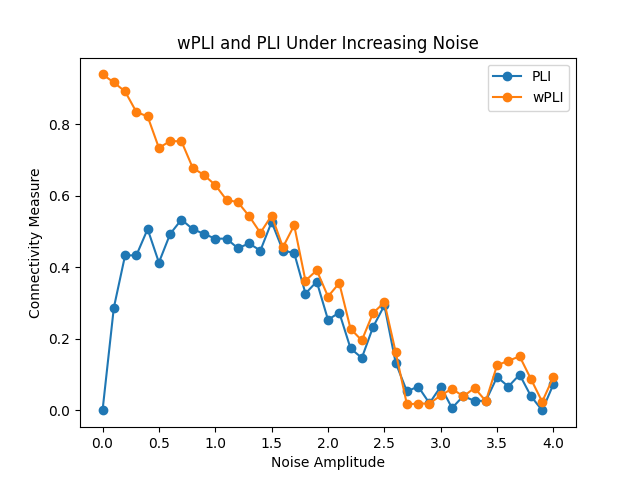 wPLI and PLI Under Increasing Noise
PLI
wPLI
Connectivity Measure
0.8
0.6
0.4
0.2
0.0
0.0 0.5 1.0 1.5 2.0 2.5 3.0 3.5 4.0
Noise Amplitude